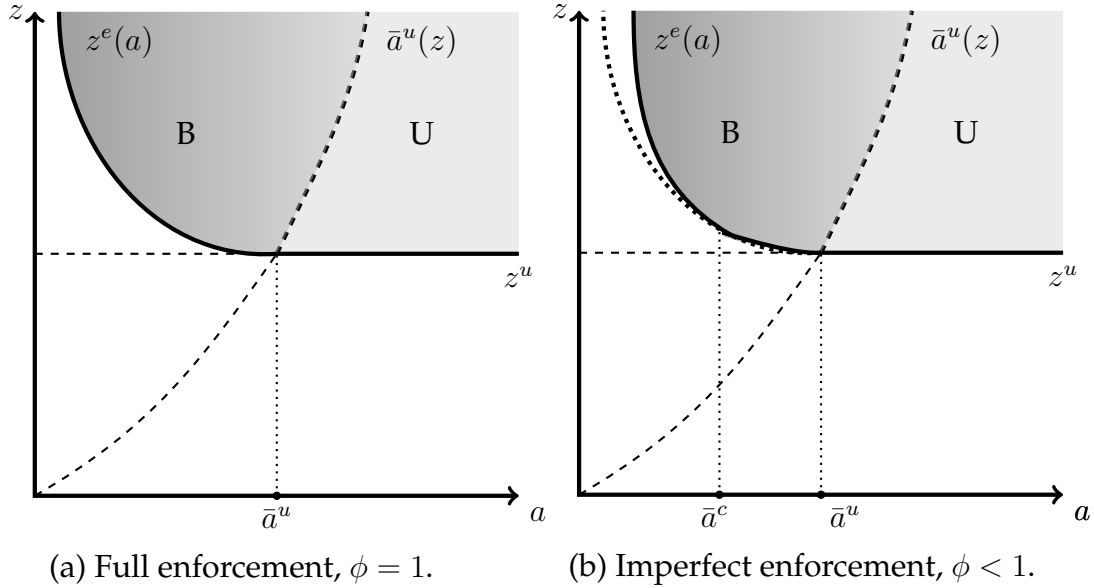 z
z^e(a)
ā^u(z)
B
U
z^u
ā^u
a
(a) Full enforcement, ϕ = 1.
z
z^e(a)
ā^u(z)
B
U
z^u
ā^c
ā^u
a
(b) Imperfect enforcement, ϕ < 1.